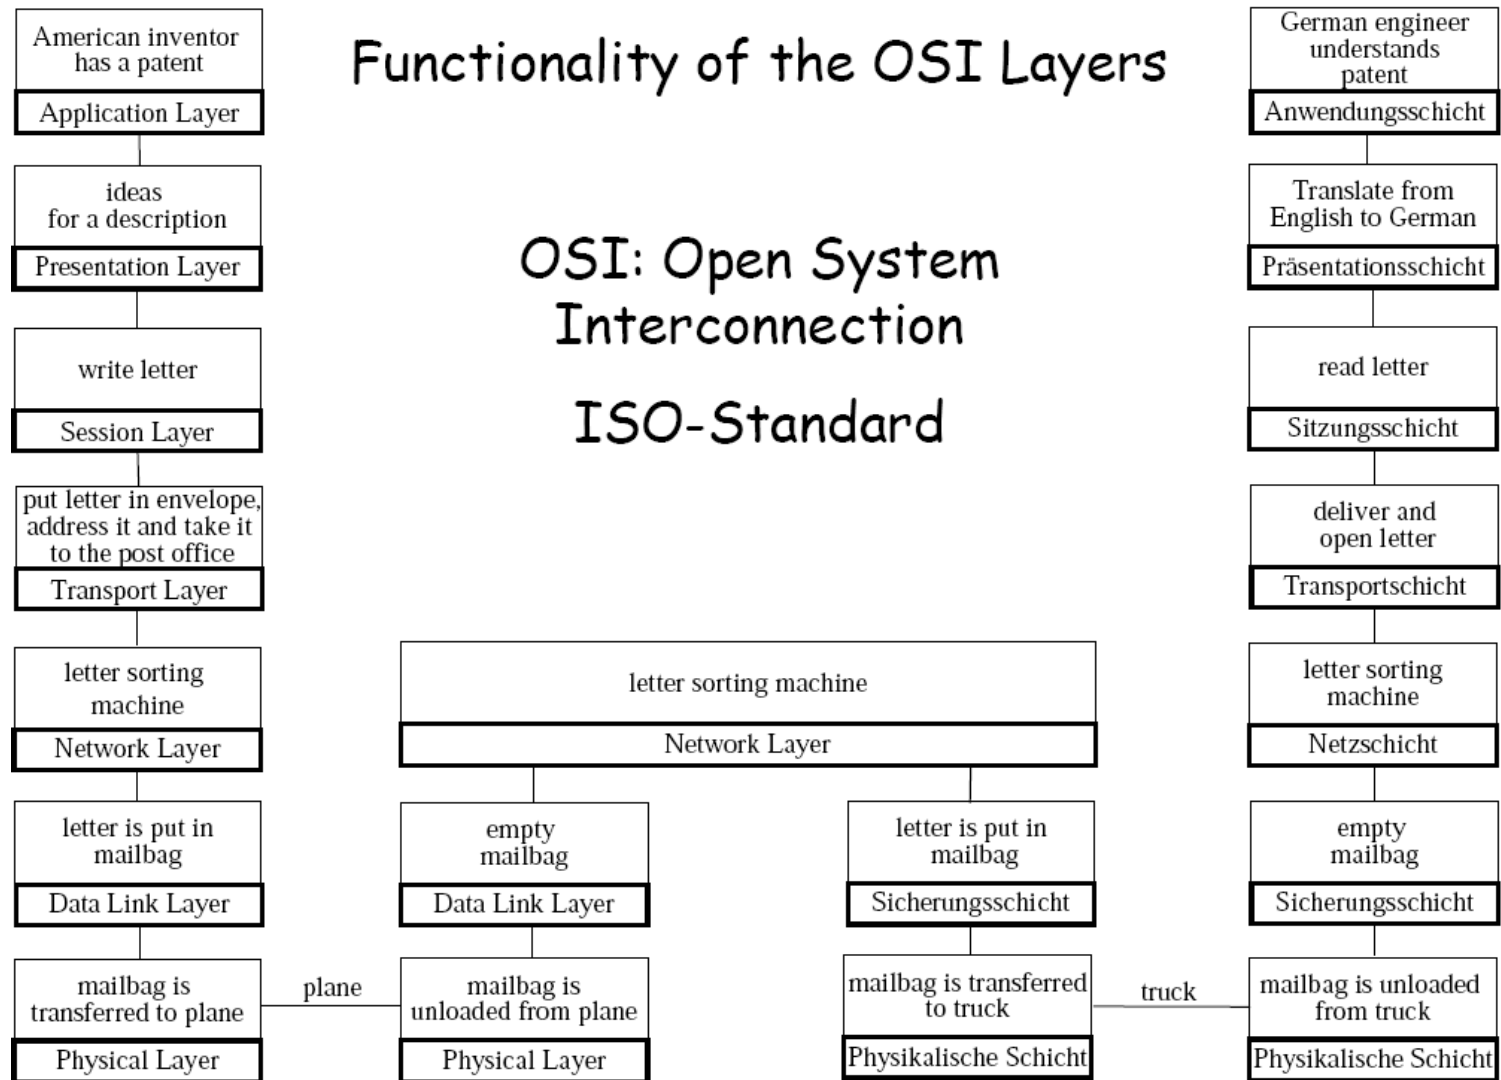 Functionality of the OSI Layers
OSI: Open System
Interconnection
ISO-Standard
American inventor
has a patent
Application Layer
ideas
for a description
Presentation Layer
write letter
Session Layer
put letter in envelope,
address it and take it
to the post office
Transport Layer
letter sorting
machine
Network Layer
letter is put in
mailbag
Data Link Layer
mailbag is
transferred to plane
Physical Layer
plane
letter sorting machine
Network Layer
empty
mailbag
Data Link Layer
mailbag is
unloaded from plane
Physical Layer
letter is put in
mailbag
Sicherungsschicht
mailbag is transferred
to truck
Physikalische Schicht
truck
German engineer
understands
patent
Anwendungsschicht
Translate from
English to German
Präsentationsschicht
read letter
Sitzungsschicht
deliver and
open letter
Transportschicht
letter sorting
machine
Netzschicht
empty
mailbag
Sicherungsschicht
mailbag is unloaded
from truck
Physikalische Schicht